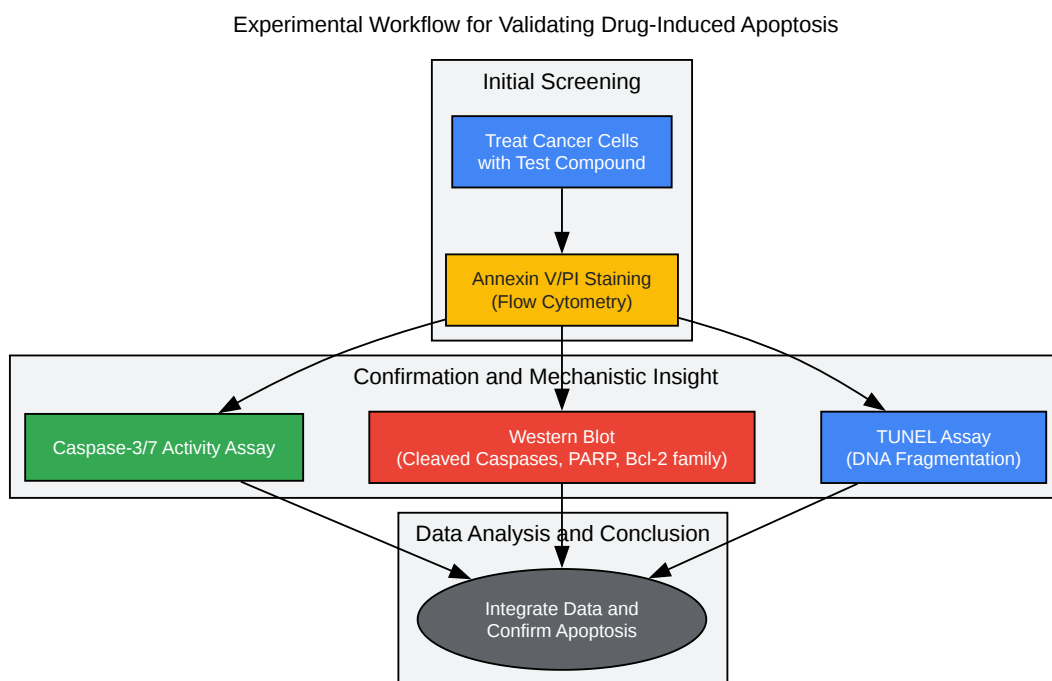 Experimental Workflow for Validating Drug-Induced Apoptosis
Initial Screening
Treat Cancer Cells
with Test Compound
Annexin V/PI Staining
(Flow Cytometry)
Confirmation and Mechanistic Insight
Caspase-3/7 Activity Assay
Western Blot
(Cleaved Caspases, PARP, Bcl-2 family)
TUNEL Assay
(DNA Fragmentation)
Data Analysis and Conclusion
Integrate Data and
Confirm Apoptosis